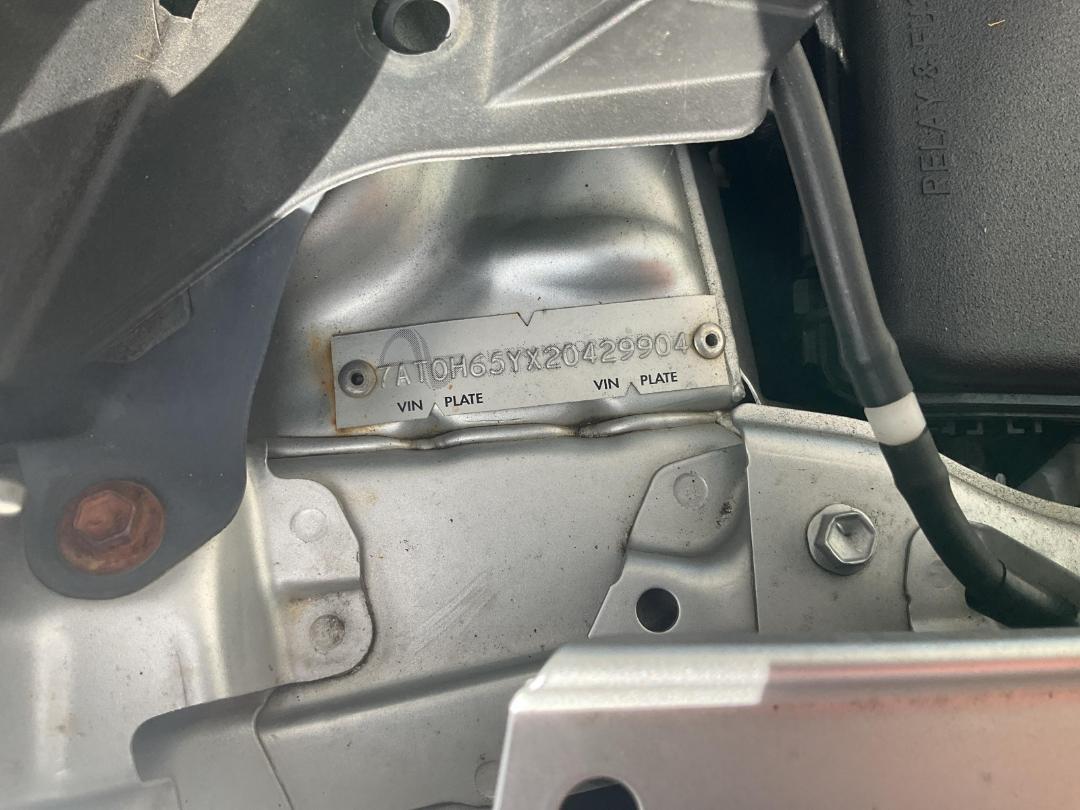 RELAY & FU
7AT0H65YX20429904
VIN PLATE VIN PLATE